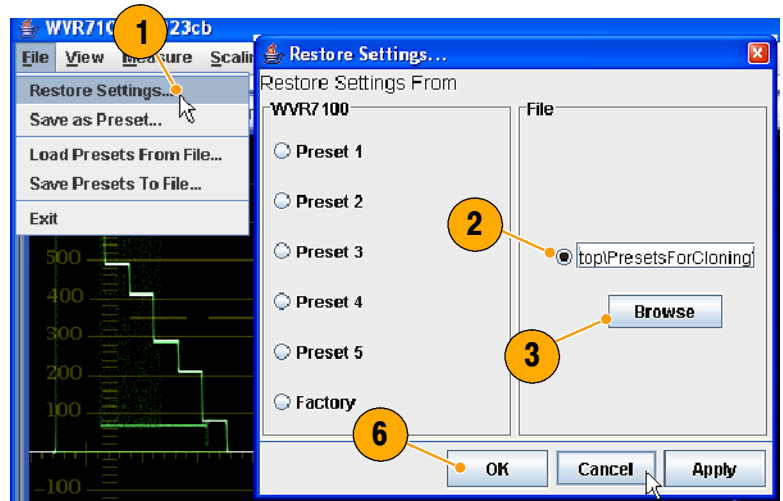 WVR710 23cb
1
File View Measure Scalin
Restore Settings...
Save as Preset...
Load Presets From File...
Save Presets To File...
Exit
500
400
300
200
100
-100
Restore Settings...
Restore Settings From
WVR7100
Preset 1
Preset 2
Preset 3
Preset 4
Preset 5
Factory
File
2
top\PresetsForCloning\
Browse
3
6
OK Cancel Apply